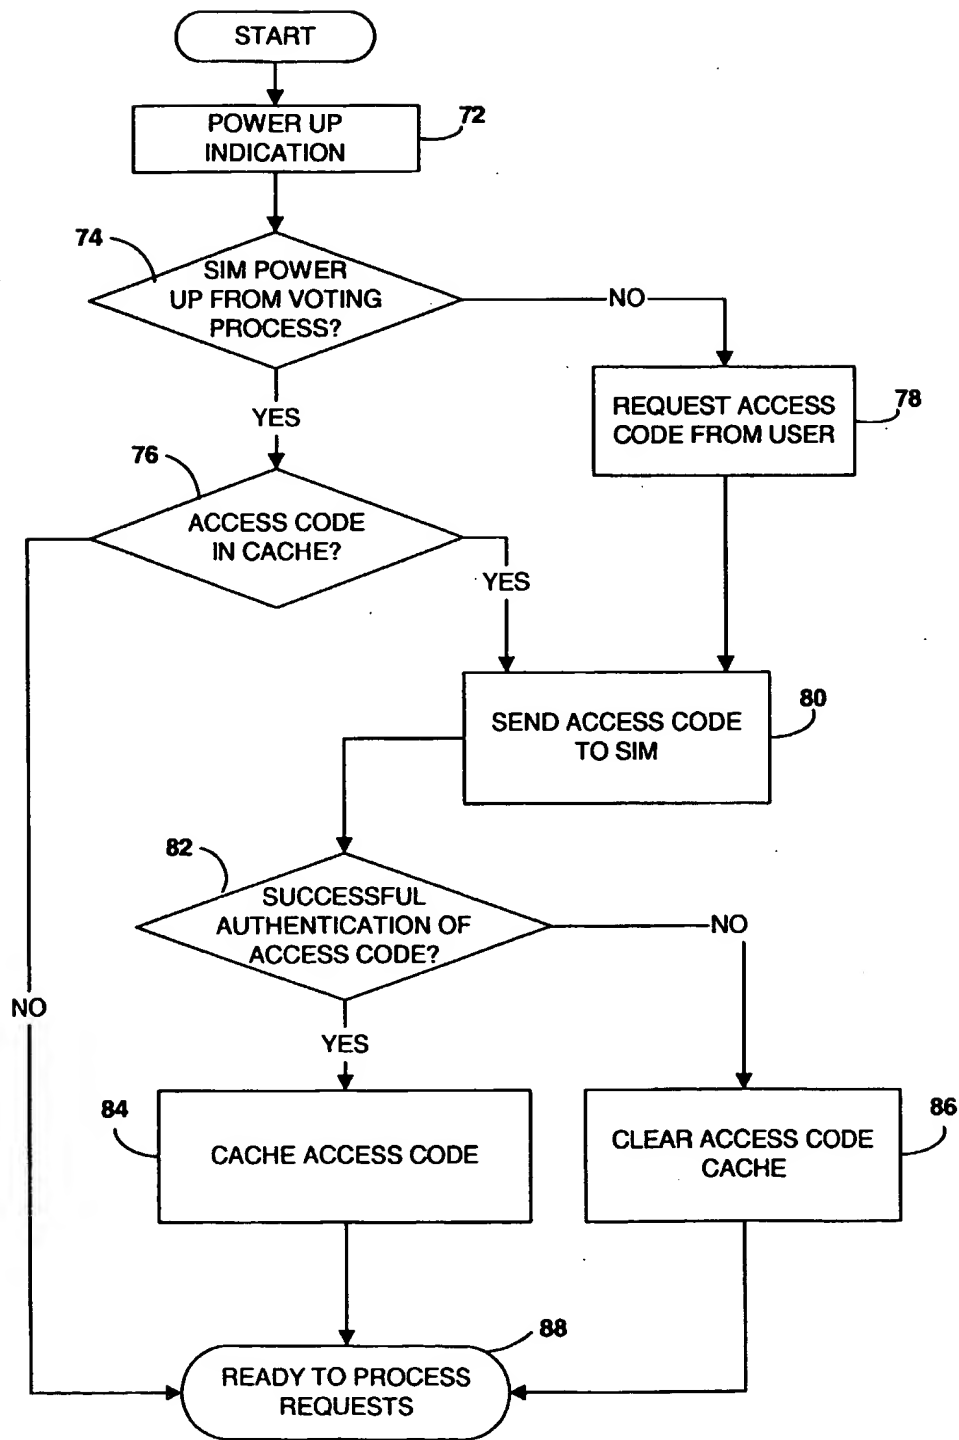 START
POWER UP
INDICATION
72
74
SIM POWER
UP FROM VOTING
PROCESS?
NO
YES
REQUEST ACCESS
CODE FROM USER
78
76
ACCESS CODE
IN CACHE?
YES
SEND ACCESS CODE
TO SIM
80
82
SUCCESSFUL
AUTHENTICATION OF
ACCESS CODE?
NO
NO
YES
84
CACHE ACCESS CODE
CLEAR ACCESS CODE
CACHE
86
88
READY TO PROCESS
REQUESTS